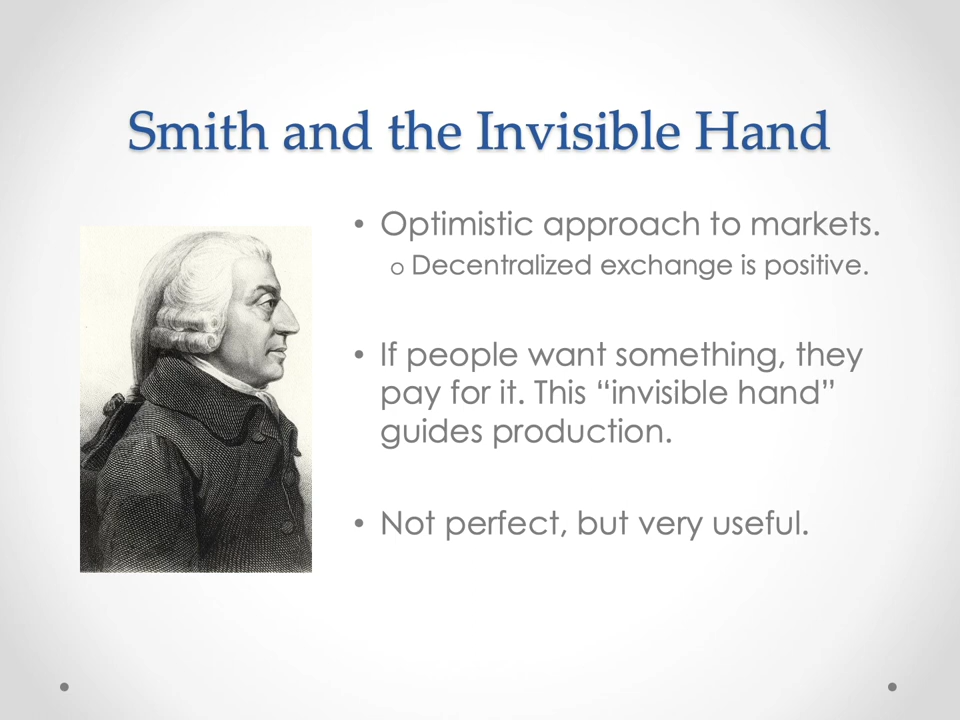 Smith and the Invisible Hand
• Optimistic approach to markets.
o Decentralized exchange is positive.
• If people want something, they
pay for it. This “invisible hand”
guides production.
• Not perfect, but very useful.